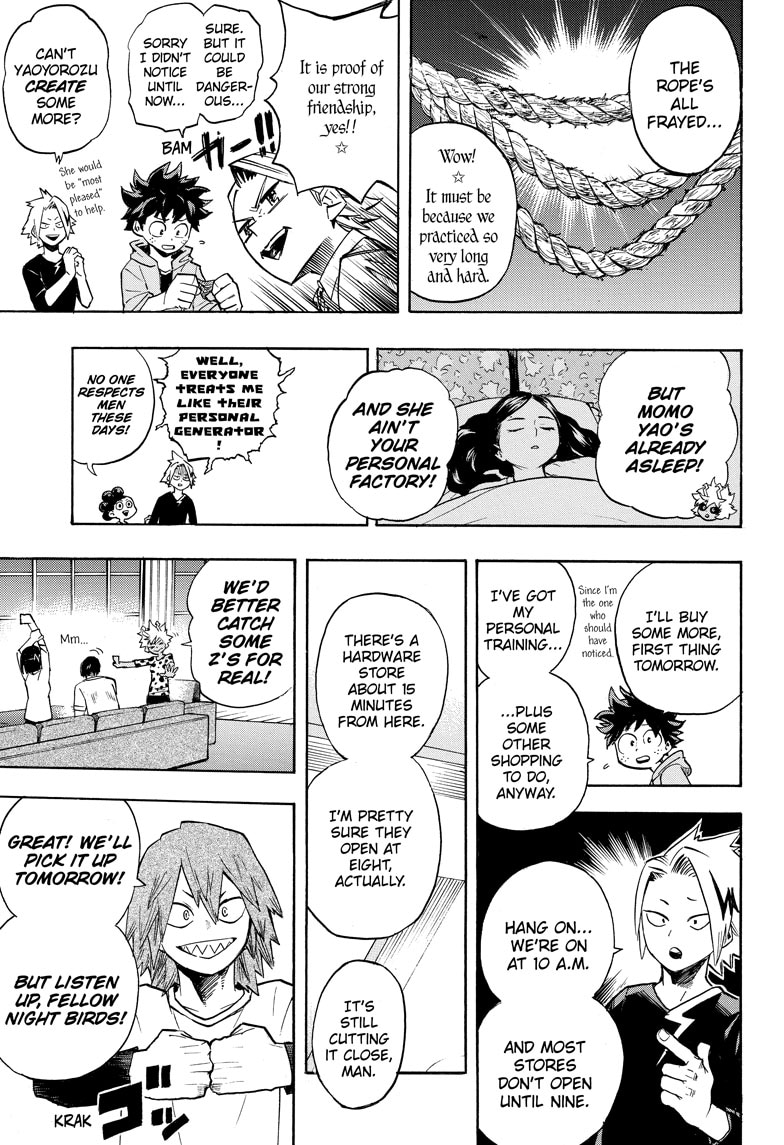 THE
ROPE'S
ALL
FRAYED...
Wow!
☆
It must be
because we
practiced so
very long
and hard.
It is proof of
our strong
friendship,
yes!!
☆
SURE.
BUT IT
COULD
BE
DANGER-
OUS...
SORRY
I DIDN'T
NOTICE
UNTIL
NOW...
BAM
ガーー!!
CAN'T
YAOYOROZU
CREATE
SOME
MORE?
She would
be "most
pleased"
to help.
BUT
MOMO
YAO'S
ALREADY
ASLEEP!
AND SHE
AIN'T
YOUR
PERSONAL
FACTORY!
WELL,
EVERYONE
TREATS ME
LIKE THEIR
PERSONAL
GENERATOR
!
NO ONE
RESPECTS
MEN
THESE
DAYS!
I'LL BUY
SOME MORE,
FIRST THING
TOMORROW.
Since I'm
the one
who
should
have
noticed.
I'VE GOT
MY
PERSONAL
TRAINING...
...PLUS
SOME
OTHER
SHOPPING
TO DO,
ANYWAY.
HANG ON...
WE'RE ON
AT 10 A.M.
AND MOST
STORES
DON'T OPEN
UNTIL NINE.
THERE'S A
HARDWARE
STORE
ABOUT 15
MINUTES
FROM HERE.
I'M PRETTY
SURE THEY
OPEN AT
EIGHT,
ACTUALLY.
IT'S
STILL
CUTTING
IT CLOSE,
MAN.
WE'D
BETTER
CATCH
SOME
Z'S FOR
REAL!
Mm...
GREAT! WE'LL
PICK IT UP
TOMORROW!
BUT LISTEN
UP, FELLOW
NIGHT BIRDS!
KRAK
ゴッ